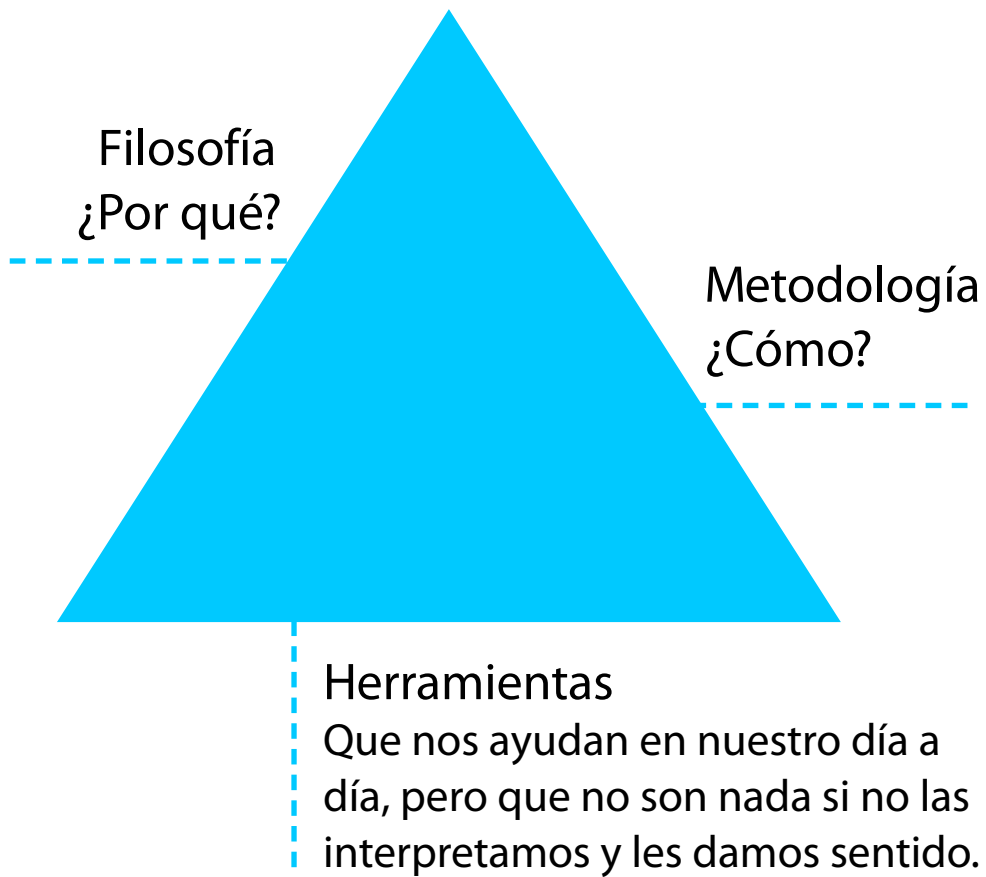 Filosofía
¿Por qué?
Metodología
¿Cómo?
Herramientas
Que nos ayudan en nuestro día a
día, pero que no son nada si no las
interpretamos y les damos sentido.